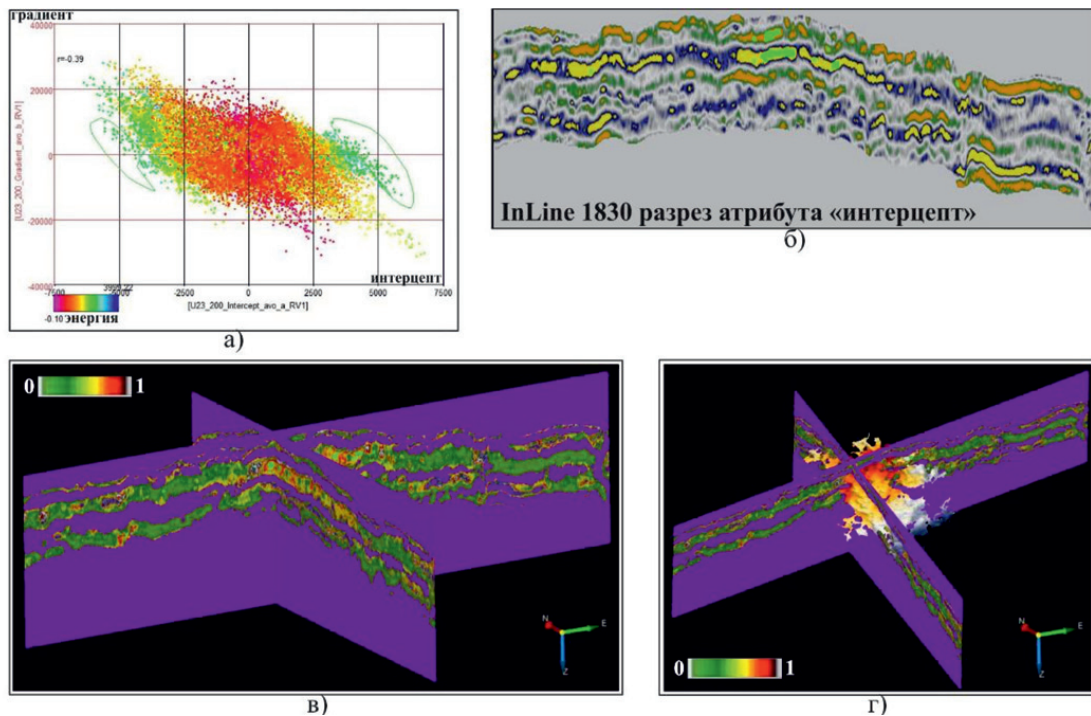 градиент
40000
r=-0.39
20000
0
-20000
-40000
[U23_200_Gradient_avo_b_RV1]
интерцепт
-7500
-5000
-2500
0
2500
5000
7500
[U23_200_Intercept_avo_a_RV1]
-0.10 энергия
а)
InLine 1830 разрез атрибута «интерцепт»
б)
0 1
N E
Z
в)
N E
Z
0 1
г)